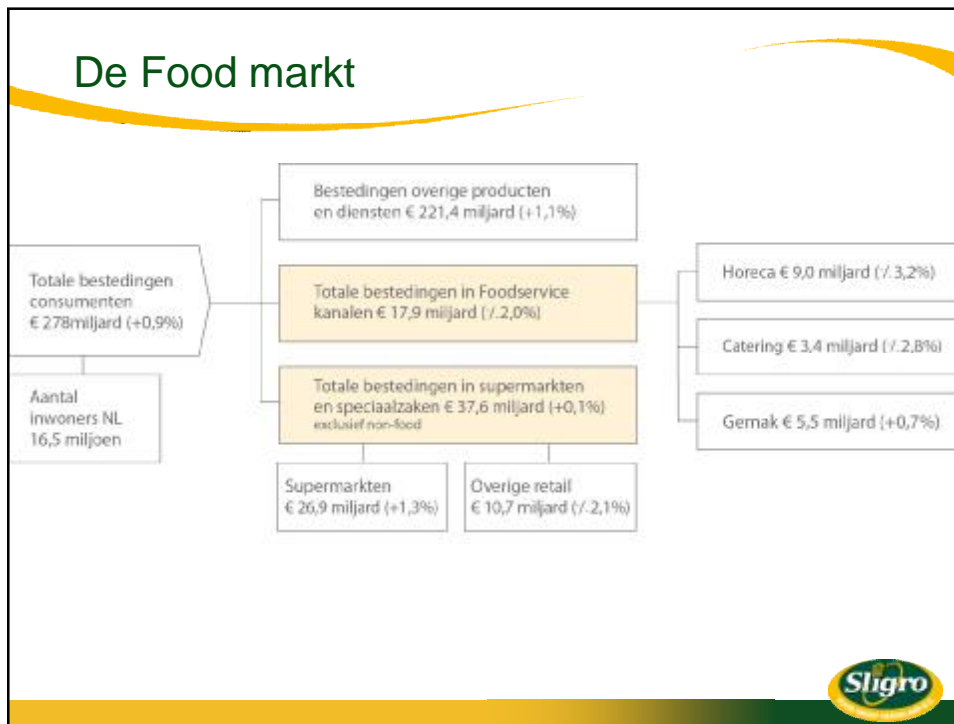 De Food markt
Bestedingen overige producten
en diensten € 221,4 miljard (+1,1%)
Totale bestedingen
consumenten
€ 278miljard (+0,9%)
Totale bestedingen in Foodservice
kanalen € 17,9 miljard (-/-2,0%)
Horeca € 9,0 miljard (-/-3,2%)
Catering € 3,4 miljard (-/-2,8%)
Gemak € 5,5 miljard (+0,7%)
Aantal
inwoners NL
16,5 miljoen
Totale bestedingen in supermarkten
en speciaalzaken € 37,6 miljard (+0,1%)
exclusief non-food
Supermarkten
€ 26,9 miljard (+1,3%)
Overige retail
€ 10,7 miljard (-/-2,1%)
Sligro